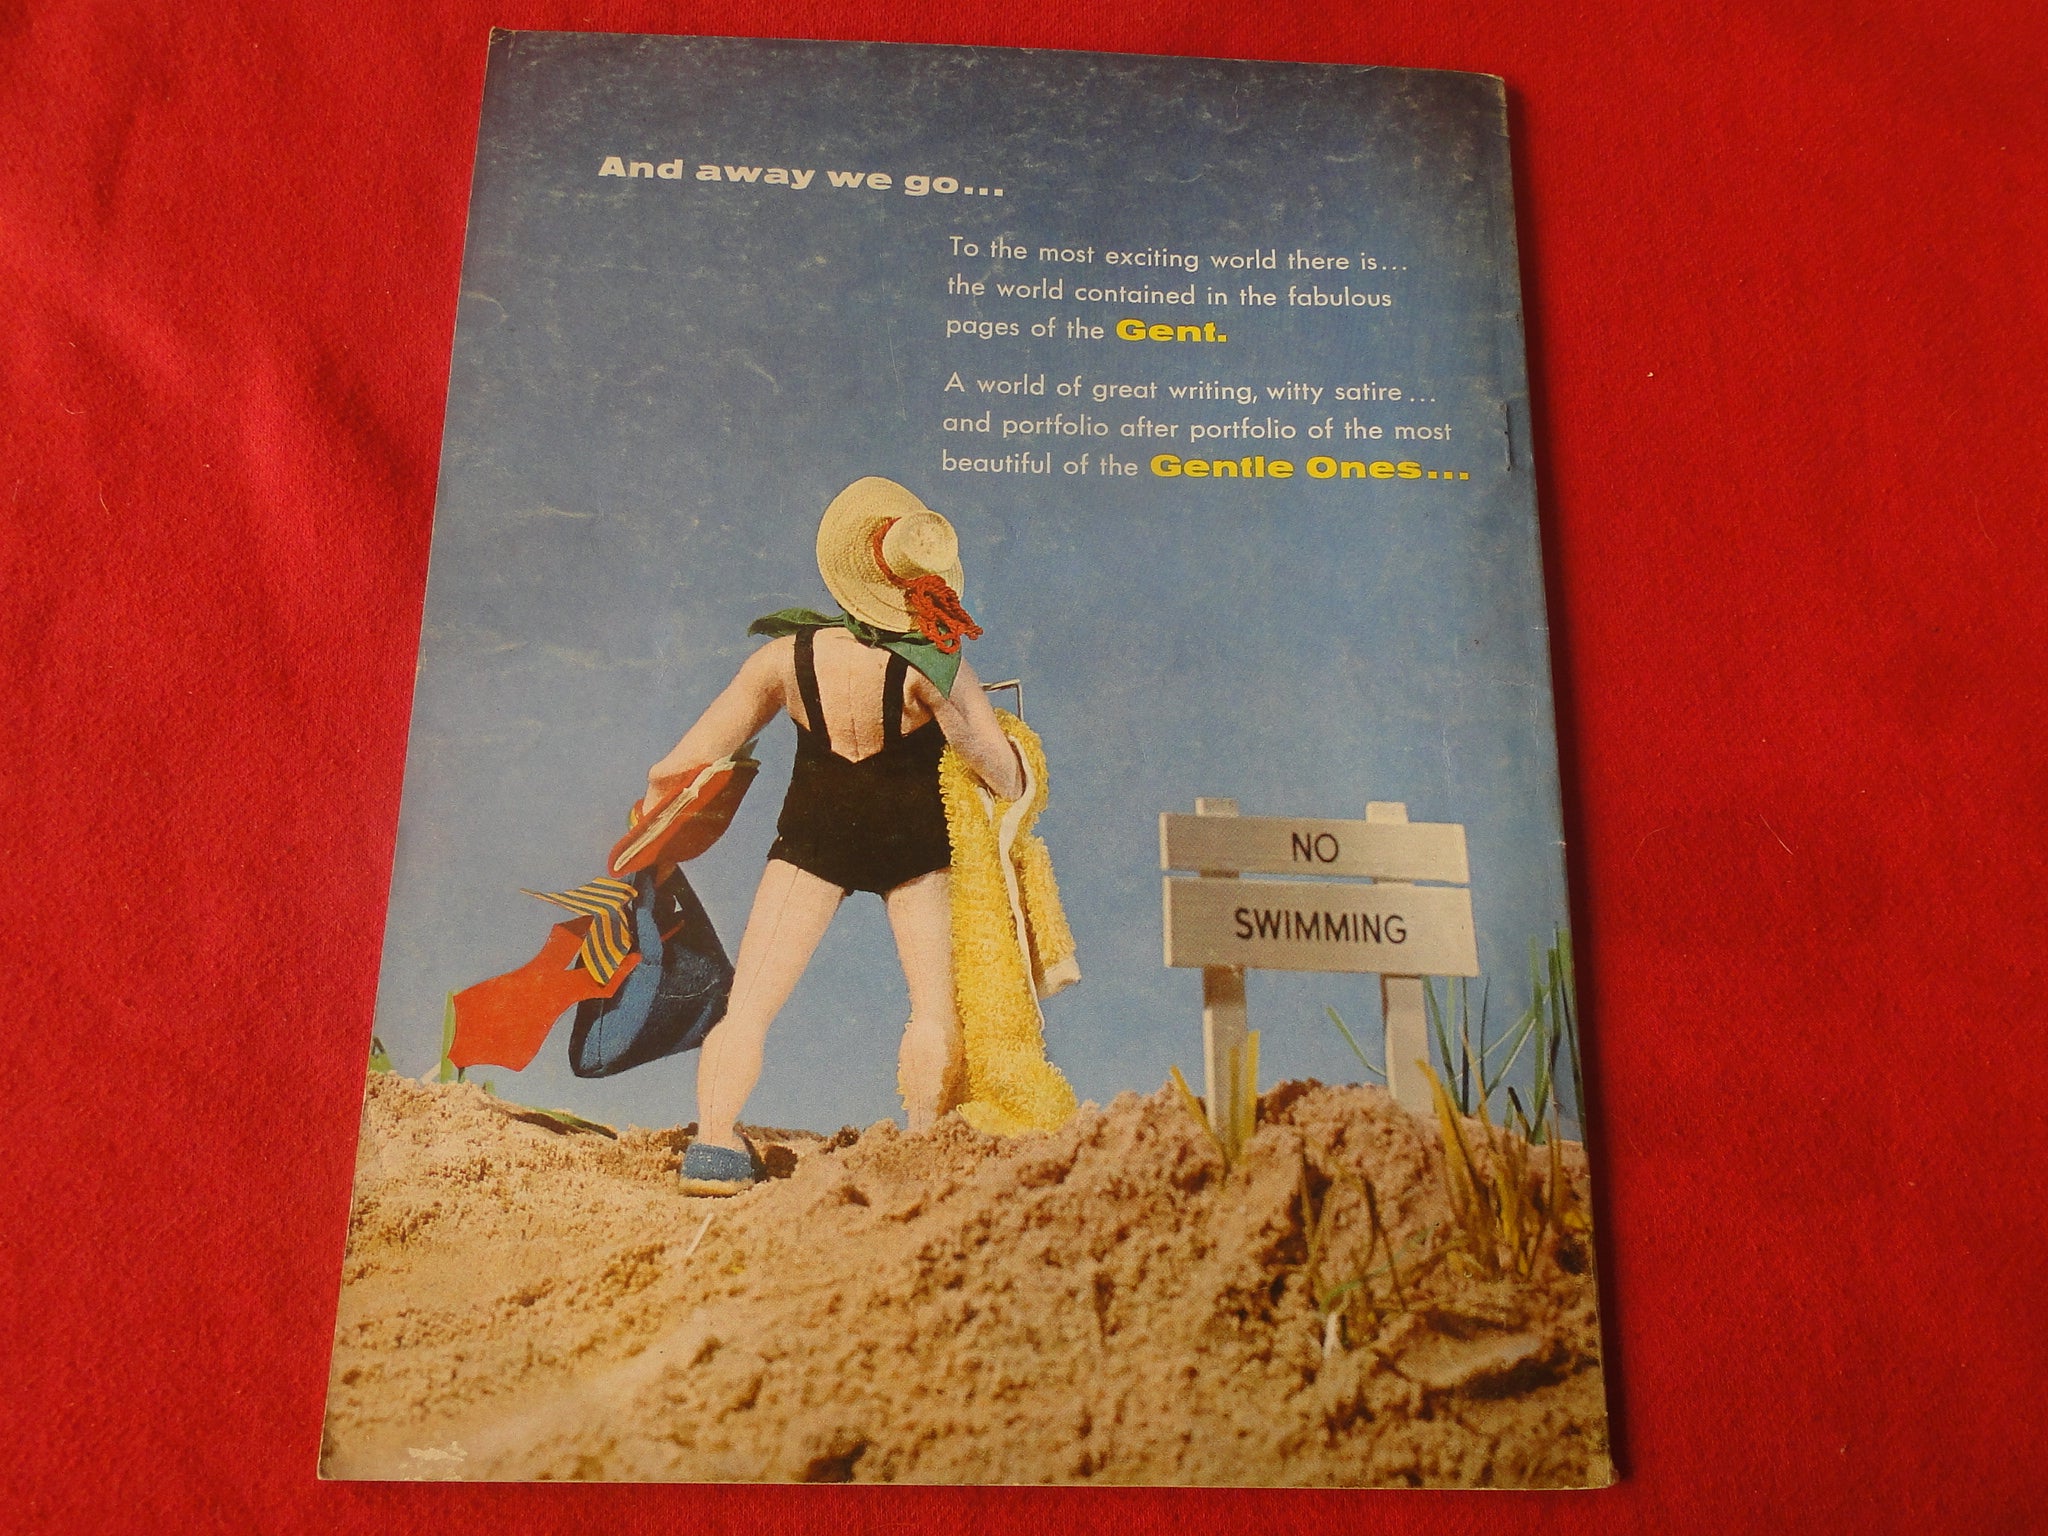 And away we go...
To the most exciting world there is...
the world contained in the fabulous
pages of the Gent.
A world of great writing, witty satire...
and portfolio after portfolio of the most
beautiful of the Gentle Ones...
NO
SWIMMING